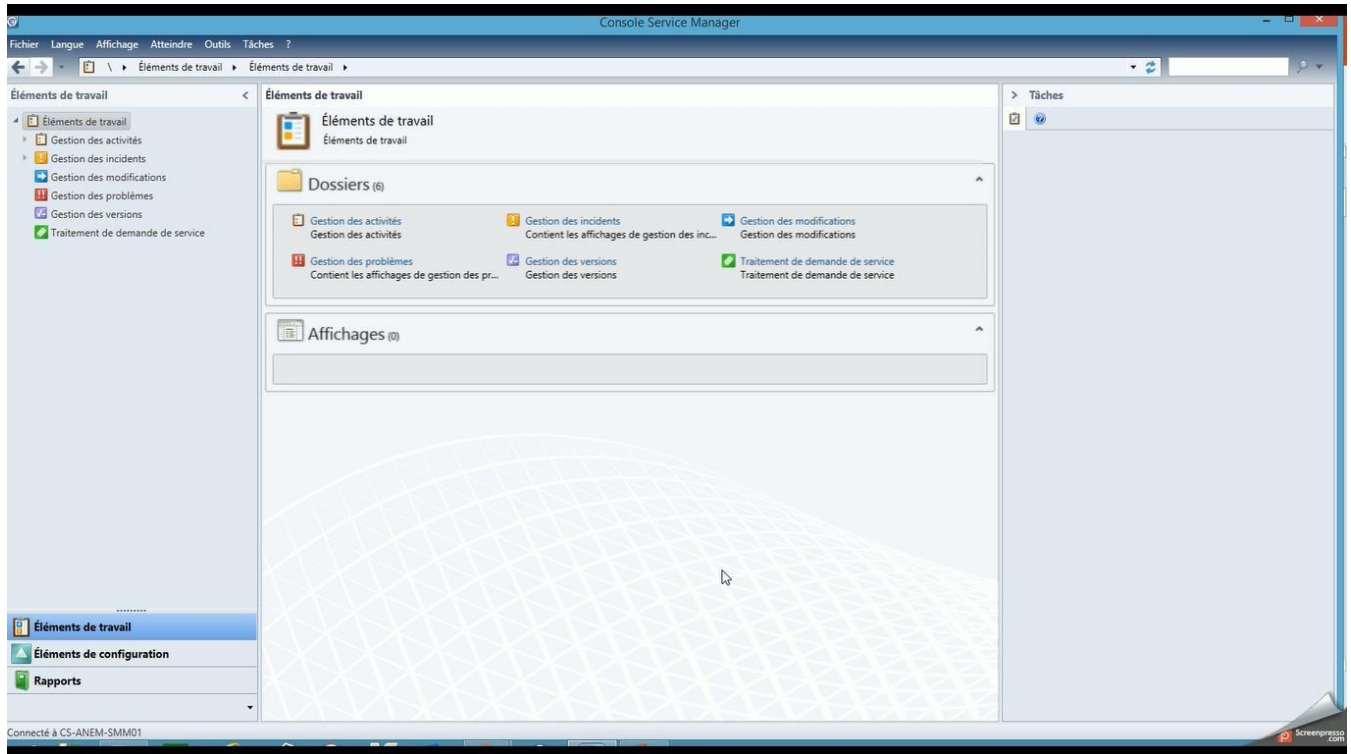 Console Service Manager
Fichier Langue Affichage Atteindre Outils Tâches ?
\ Éléments de travail Éléments de travail
Éléments de travail
Éléments de travail
Gestion des activités
Gestion des incidents
Gestion des modifications
Gestion des problèmes
Gestion des versions
Traitement de demande de service
Éléments de travail
Éléments de travail
Éléments de travail
Dossiers (6)
Gestion des activités
Gestion des activités
Gestion des incidents
Contient les affichages de gestion des inc...
Gestion des modifications
Gestion des modifications
Gestion des problèmes
Contient les affichages de gestion des pr...
Gestion des versions
Gestion des versions
Traitement de demande de service
Traitement de demande de service
Affichages (0)
Tâches
Éléments de travail
Éléments de configuration
Rapports
Connecté à CS-ANEM-SMM01
Screenpresso
.com